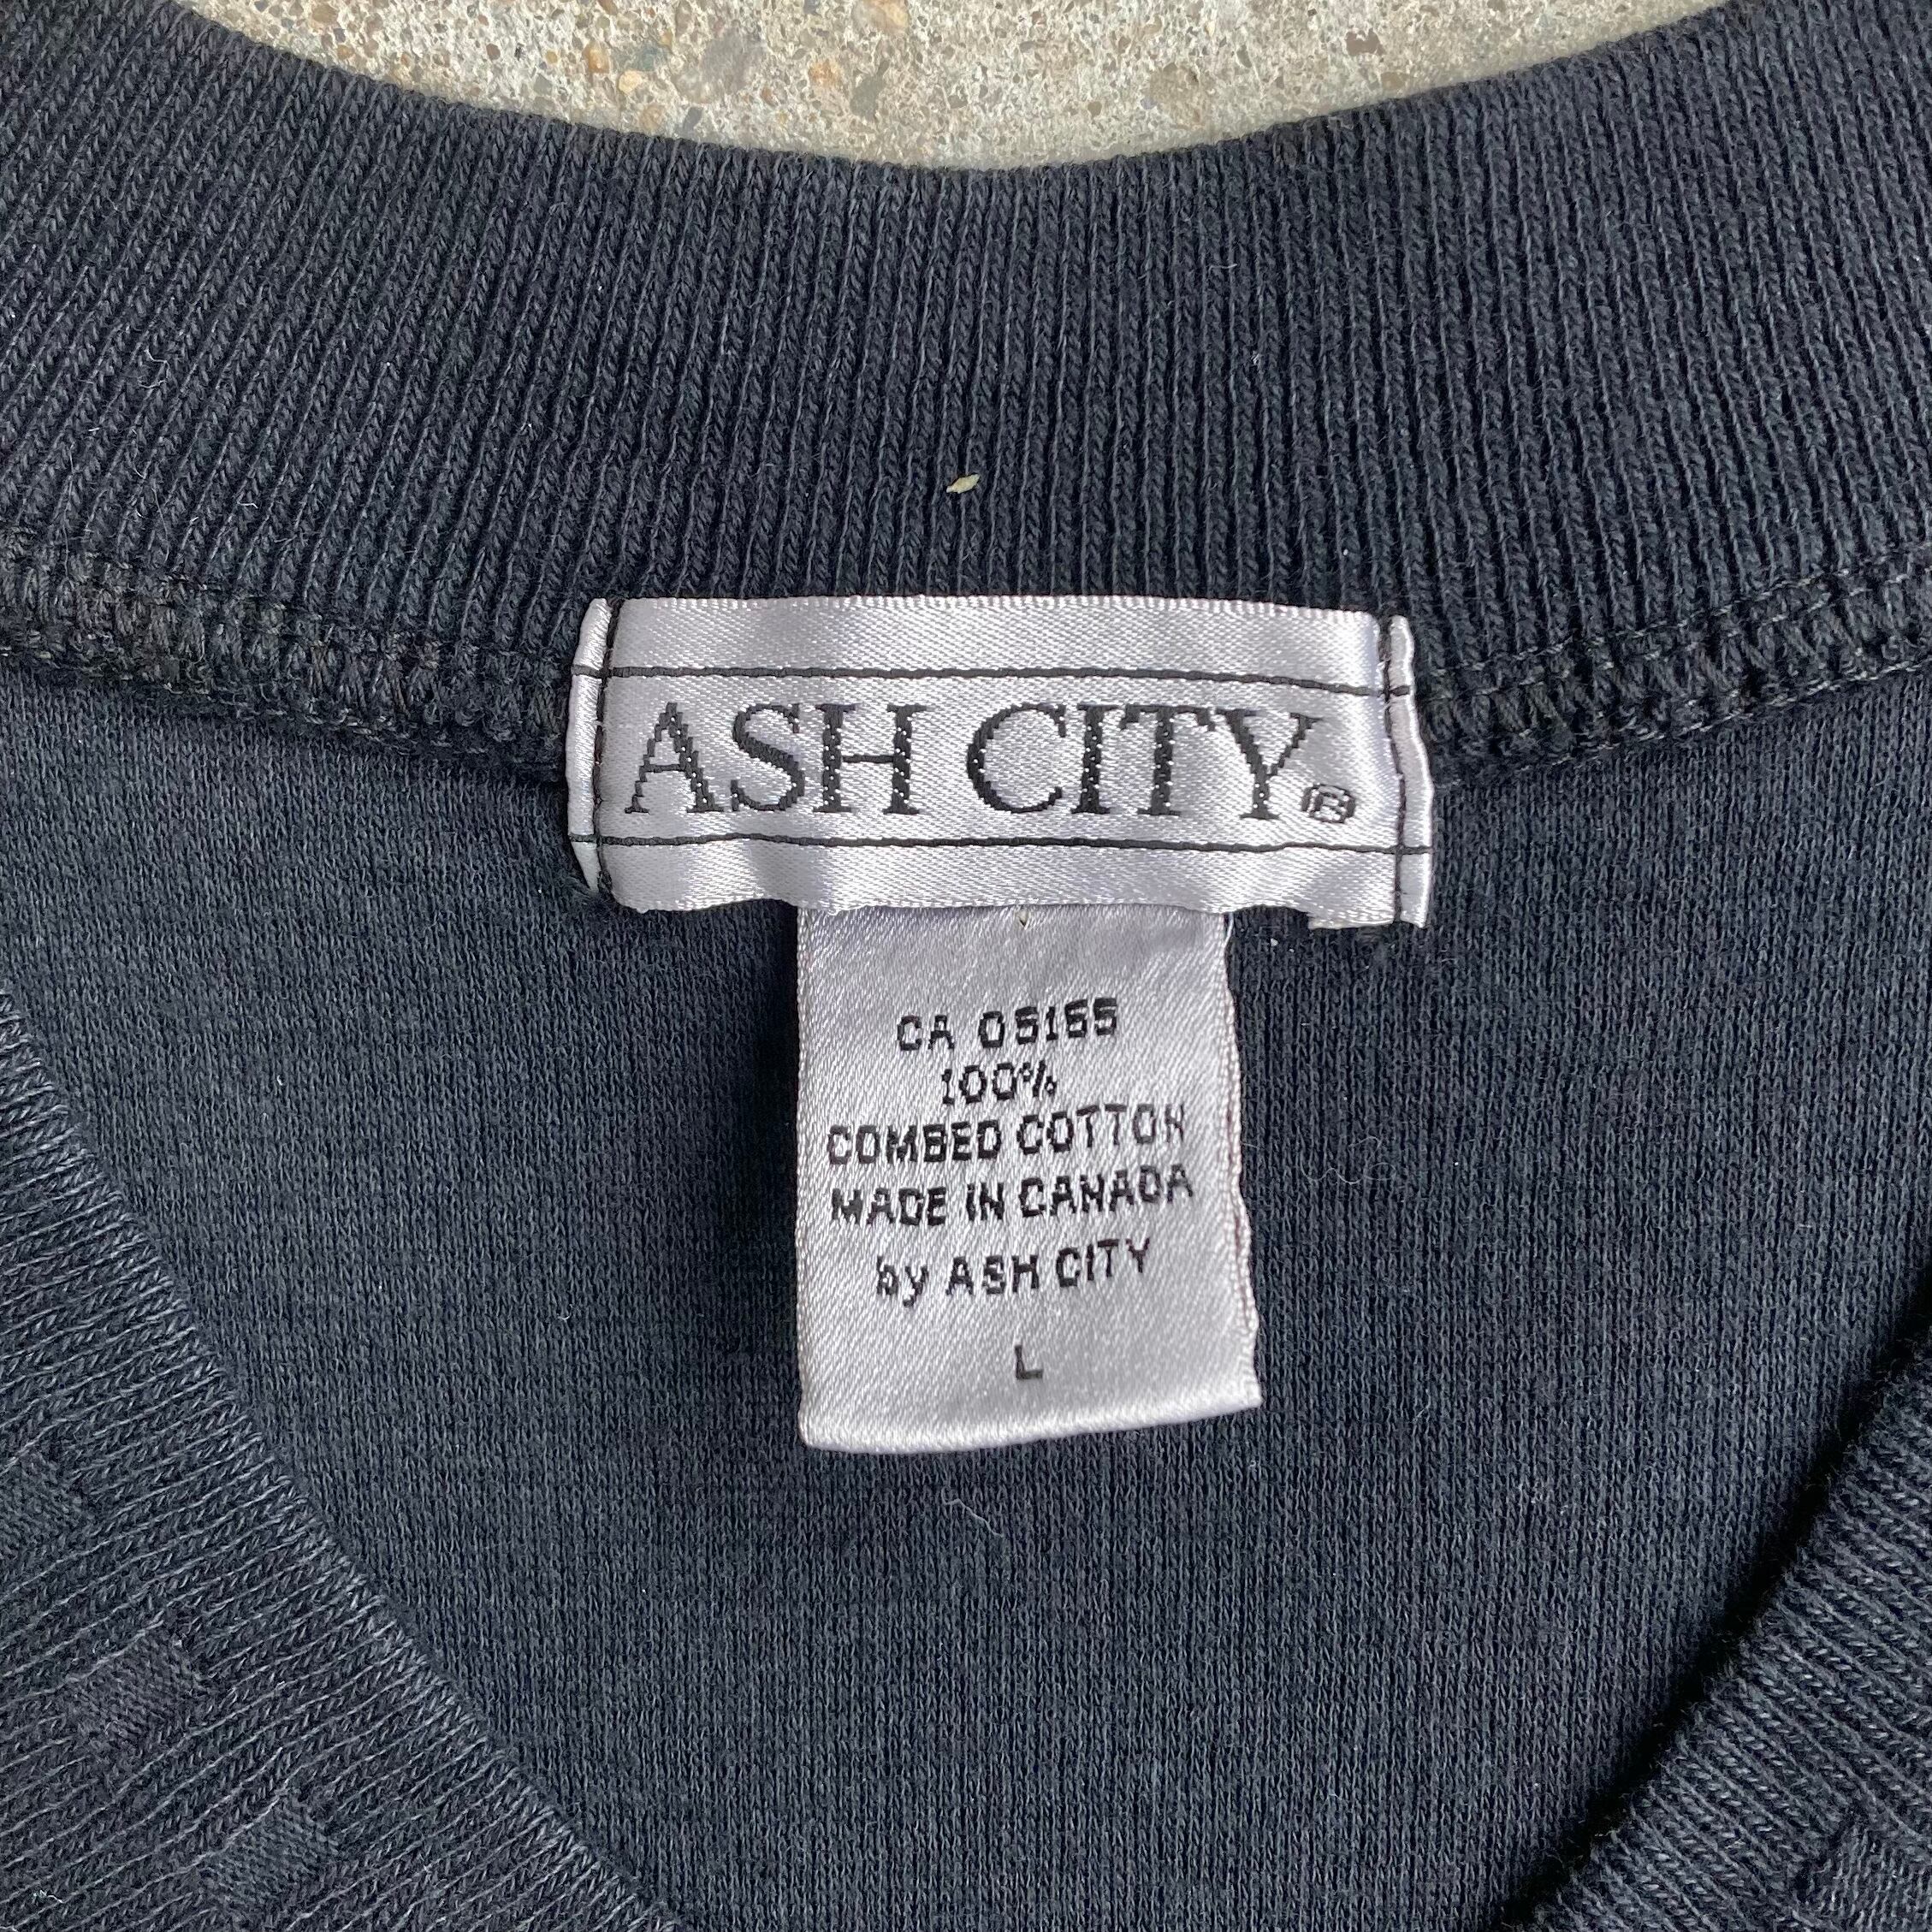 ASH CITY®
CA 05155
100%
COMBED COTTON
MADE IN CANADA
by ASH CITY
L